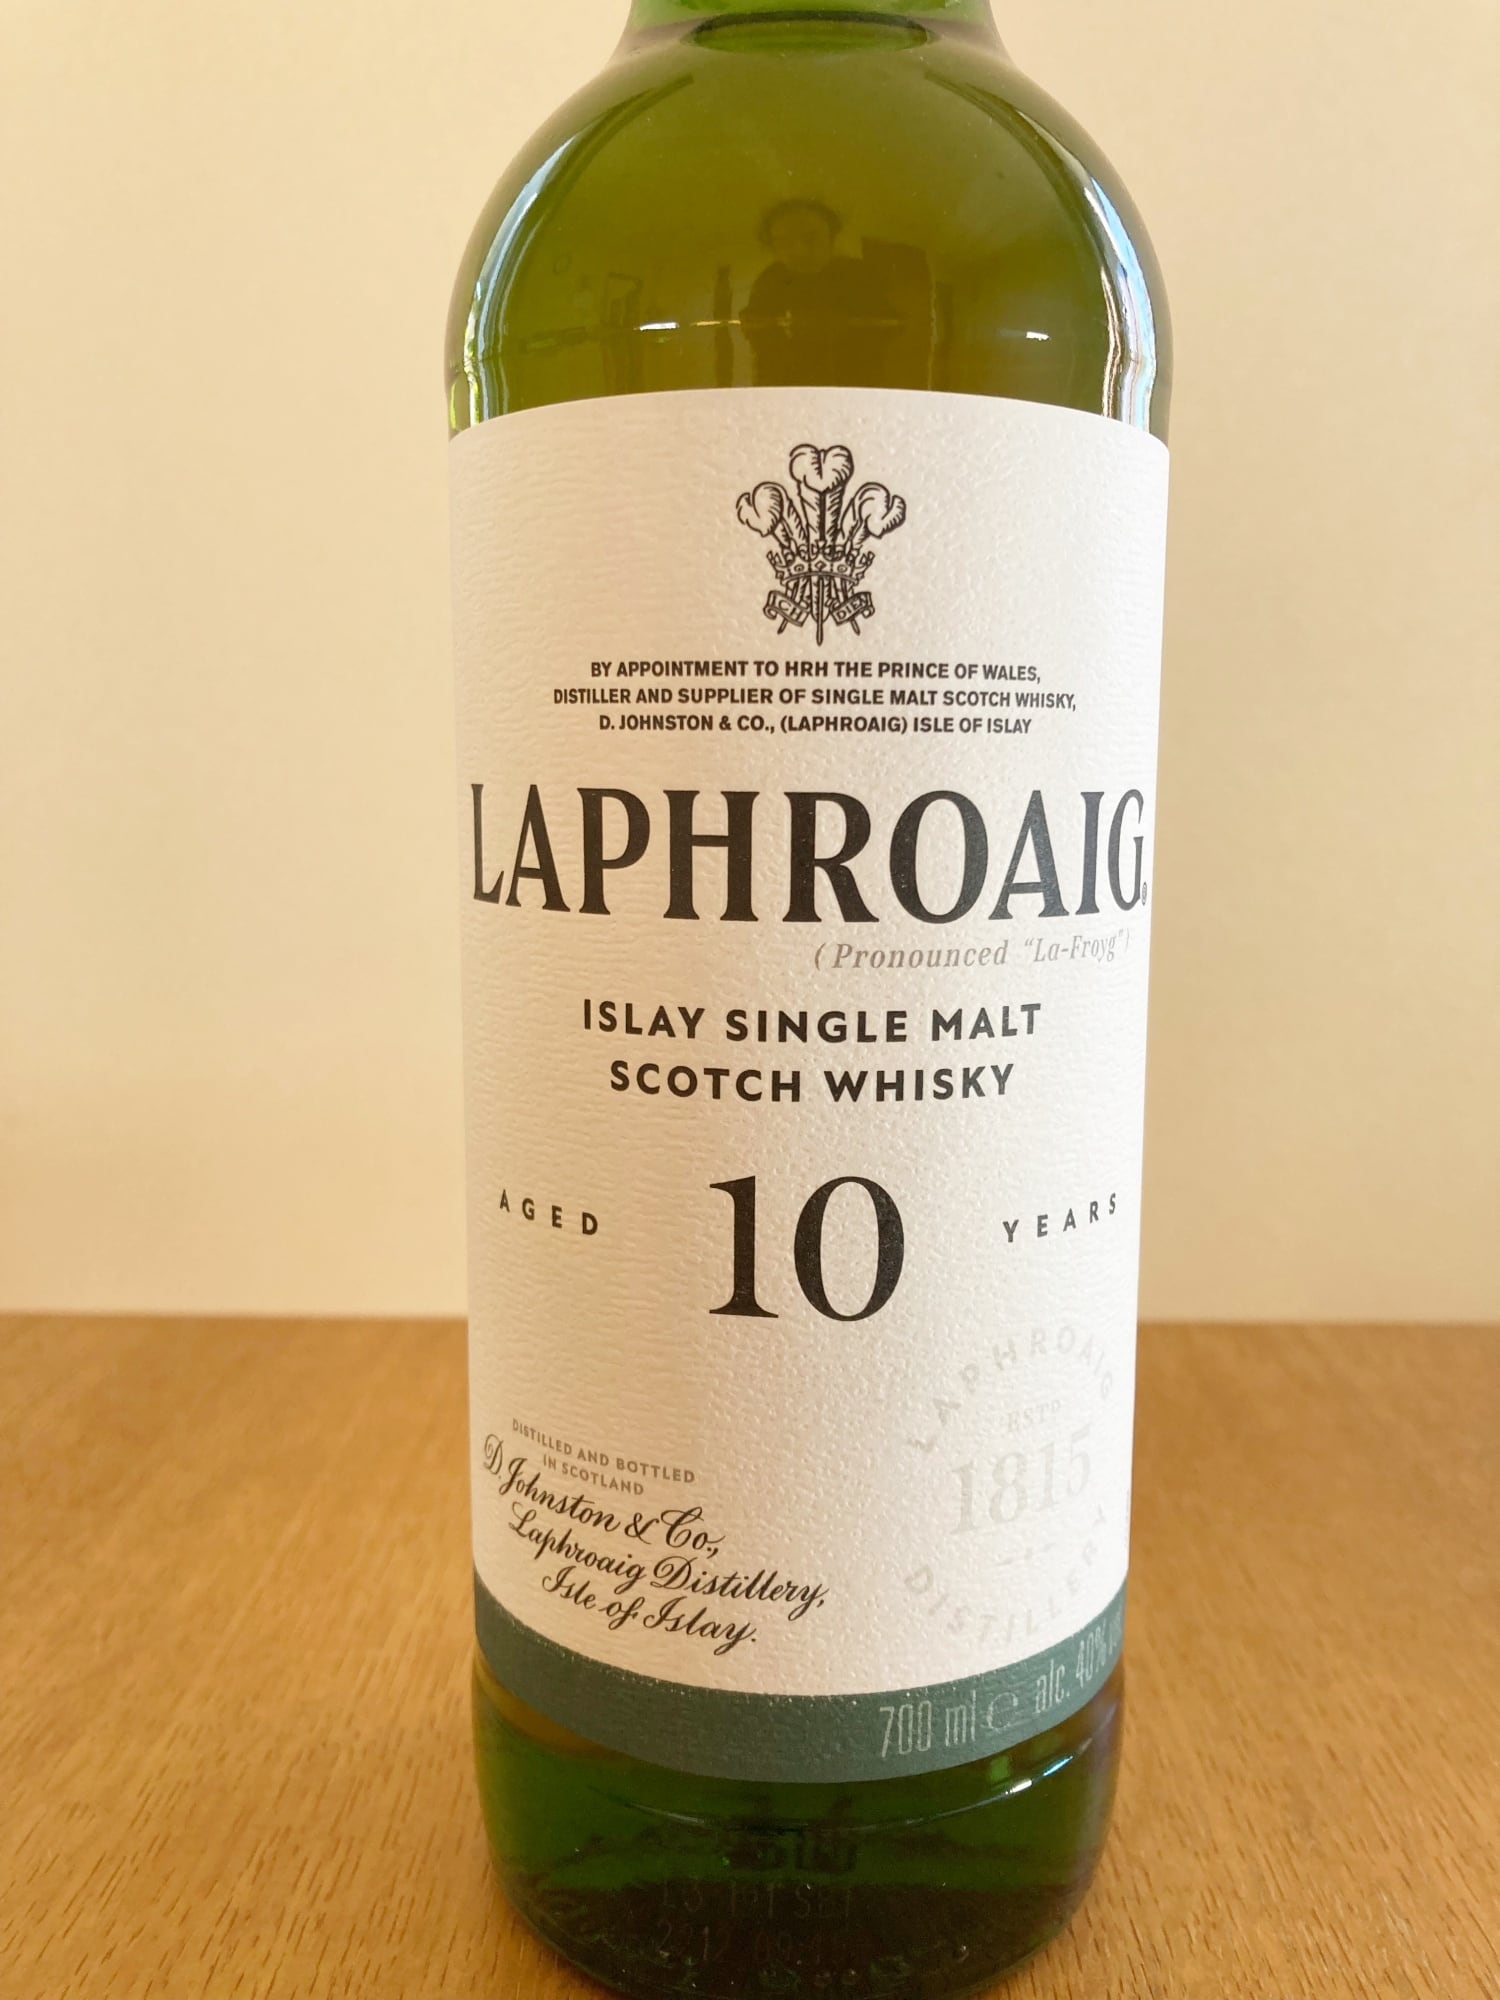 ICH DIEN
BY APPOINTMENT TO HRH THE PRINCE OF WALES,
DISTILLER AND SUPPLIER OF SINGLE MALT SCOTCH WHISKY,
D. JOHNSTON & CO., (LAPHROAIG) ISLE OF ISLAY
LAPHROAIG®
(Pronounced “La-Froyg”)
ISLAY SINGLE MALT
SCOTCH WHISKY
AGED 10 YEARS
LAPHROAIG
ESTD
1815
DISTILLERY
DISTILLED AND BOTTLED
IN SCOTLAND
D. Johnston & Co.,
Laphroaig Distillery,
Isle of Islay.
700 ml ℮ alc. 40% vol